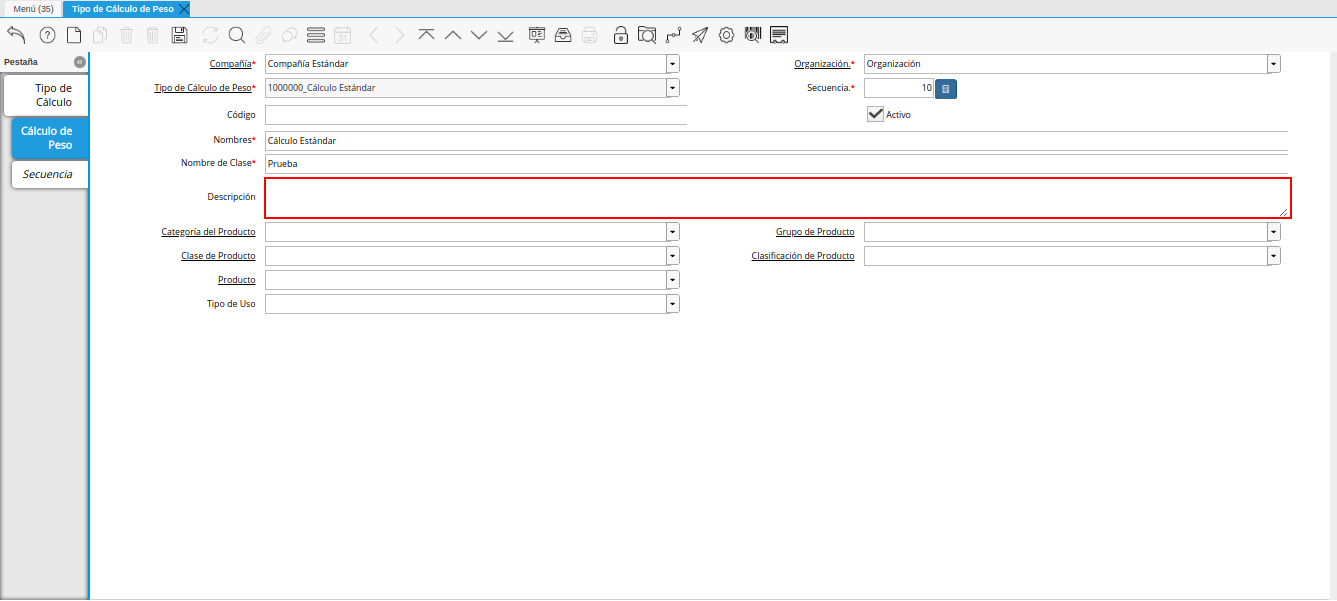 Menú (35)
Tipo de Cálculo de Peso
Pestaña
Tipo de
Cálculo
Cálculo de
Peso
Secuencia
Compañía* Compañía Estándar
Organización.* Organización
Tipo de Cálculo de Peso* 1000000_Cálculo Estándar
Secuencia.* 10
Código
Activo
Nombres* Cálculo Estándar
Nombre de Clase* Prueba
Descripción
Categoría del Producto
Grupo de Producto
Clase de Producto
Clasificación de Producto
Producto
Tipo de Uso
31